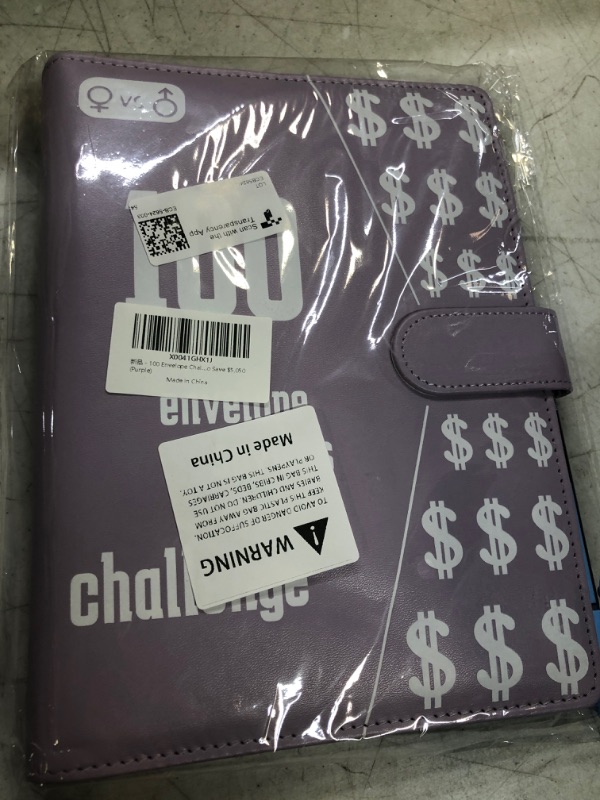 ♀ vs ♂
100
envelope
challenge
$ $ $
$ $ $
$ $ $
$ $ $
$ $ $
$ $ $
Scan with the
Transparency App
LOT
X0041GHX1J
新品 - 100 Envelope Chal...o Save $5,050
(Purple)
Made in China
WARNING
TO AVOID DANGER OF SUFFOCATION,
KEEP THIS PLASTIC BAG AWAY FROM
BABIES AND CHILDREN. DO NOT USE
THIS BAG IN CRIBS, BEDS, CARRIAGES
OR PLAYPENS. THIS BAG IS NOT A TOY.
Made in China